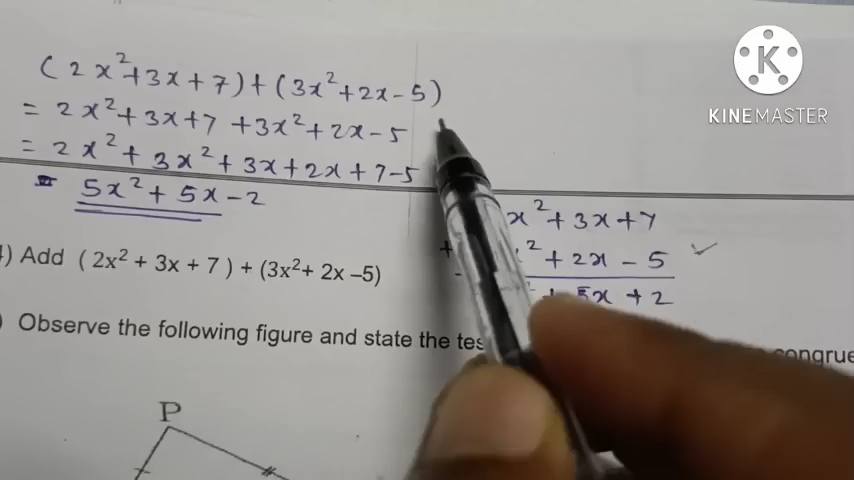 (2x²+3x+7)+(3x²+2x-5)
= 2x²+3x+7 +3x²+2x-5
= 2x²+3x²+3x+2x+7-5
= 5x²+5x-2
x²+3x+7
+ ² +2x-5 ✓
+ 5x +2
) Add ( 2x² + 3x + 7 ) + (3x²+ 2x –5)
) Observe the following figure and state the congrue
P
K
KINEMASTER